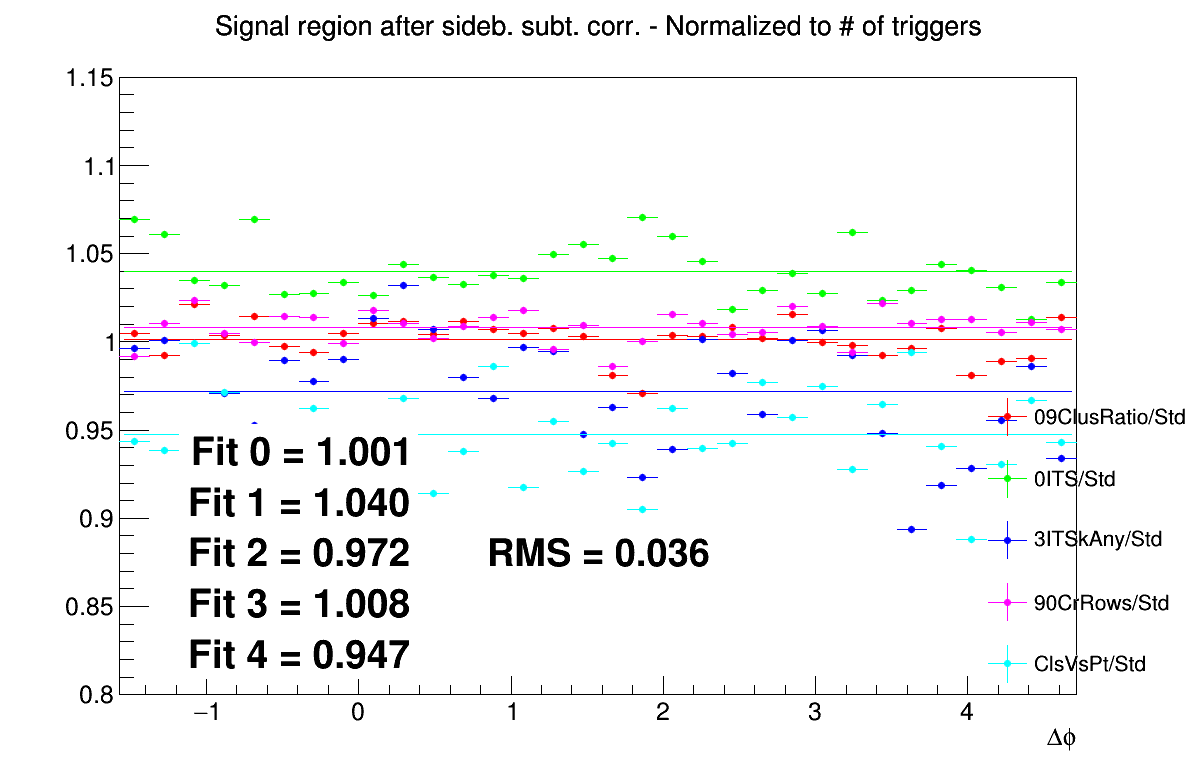 Signal region after sideb. subt. corr. - Normalized to # of triggers
1.15
1.1
1.05
1
0.95
0.9
0.85
0.8
Fit 0 = 1.001
Fit 1 = 1.040
Fit 2 = 0.972
Fit 3 = 1.008
Fit 4 = 0.947
RMS = 0.036
09ClusRatio/Std
0ITS/Std
3ITSkAny/Std
90CrRows/Std
ClsVsPt/Std
−1 0 1 2 3 4
Δϕ